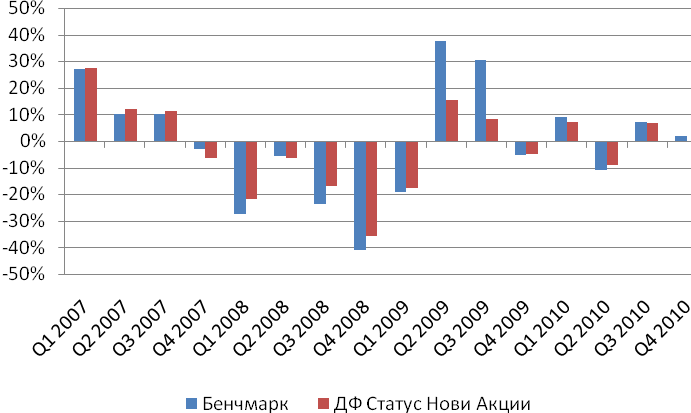 50%
40%
30%
20%
10%
0%
-10%
-20%
-30%
-40%
-50%
Q1 2007
Q2 2007
Q3 2007
Q4 2007
Q1 2008
Q2 2008
Q3 2008
Q4 2008
Q1 2009
Q2 2009
Q3 2009
Q4 2009
Q1 2010
Q2 2010
Q3 2010
Q4 2010
Бенчмарк
ДФ Статус Нови Акции